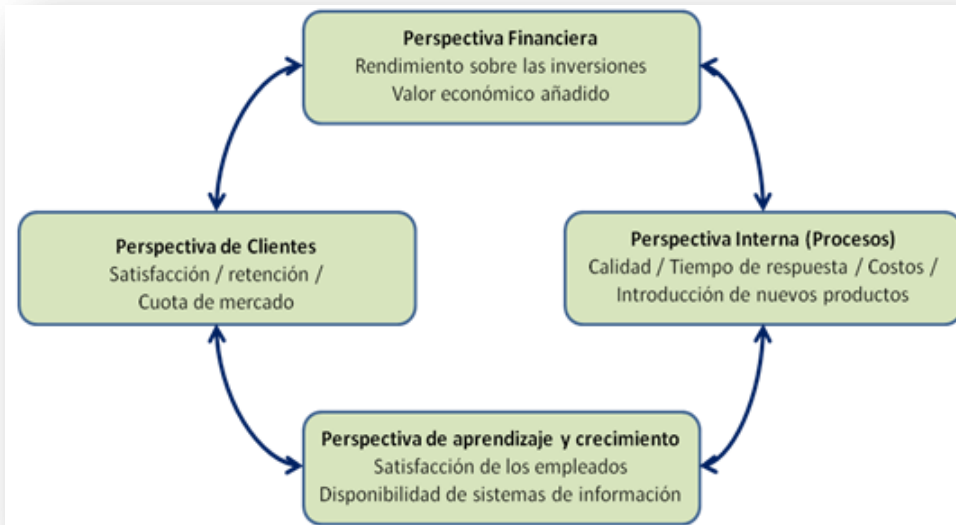 Perspectiva Financiera
Rendimiento sobre las inversiones
Valor económico añadido
Perspectiva de Clientes
Satisfacción / retención /
Cuota de mercado
Perspectiva Interna (Procesos)
Calidad / Tiempo de respuesta / Costos /
Introducción de nuevos productos
Perspectiva de aprendizaje y crecimiento
Satisfacción de los empleados
Disponibilidad de sistemas de información